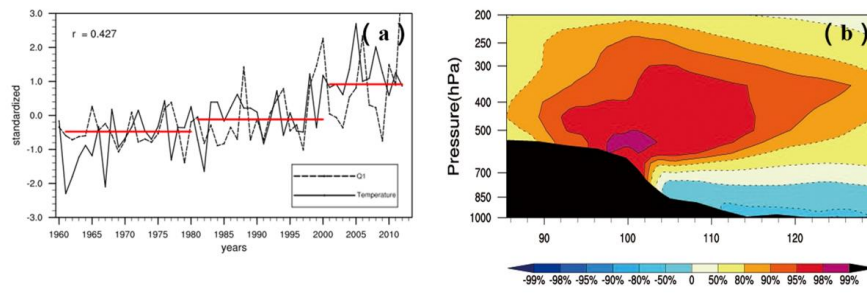 r = 0.427
( a )
3.0
2.0
1.0
0.0
-1.0
-2.0
-3.0
standardized
Q1
Temperature
1960 1965 1970 1975 1980 1985 1990 1995 2000 2005 2010
years
( b )
200
250
300
400
500
700
850
1000
Pressure(hPa)
90 100 110 120
-99% -98% -95% -90% -80% -50% 0 50% 80% 90% 95% 98% 99%